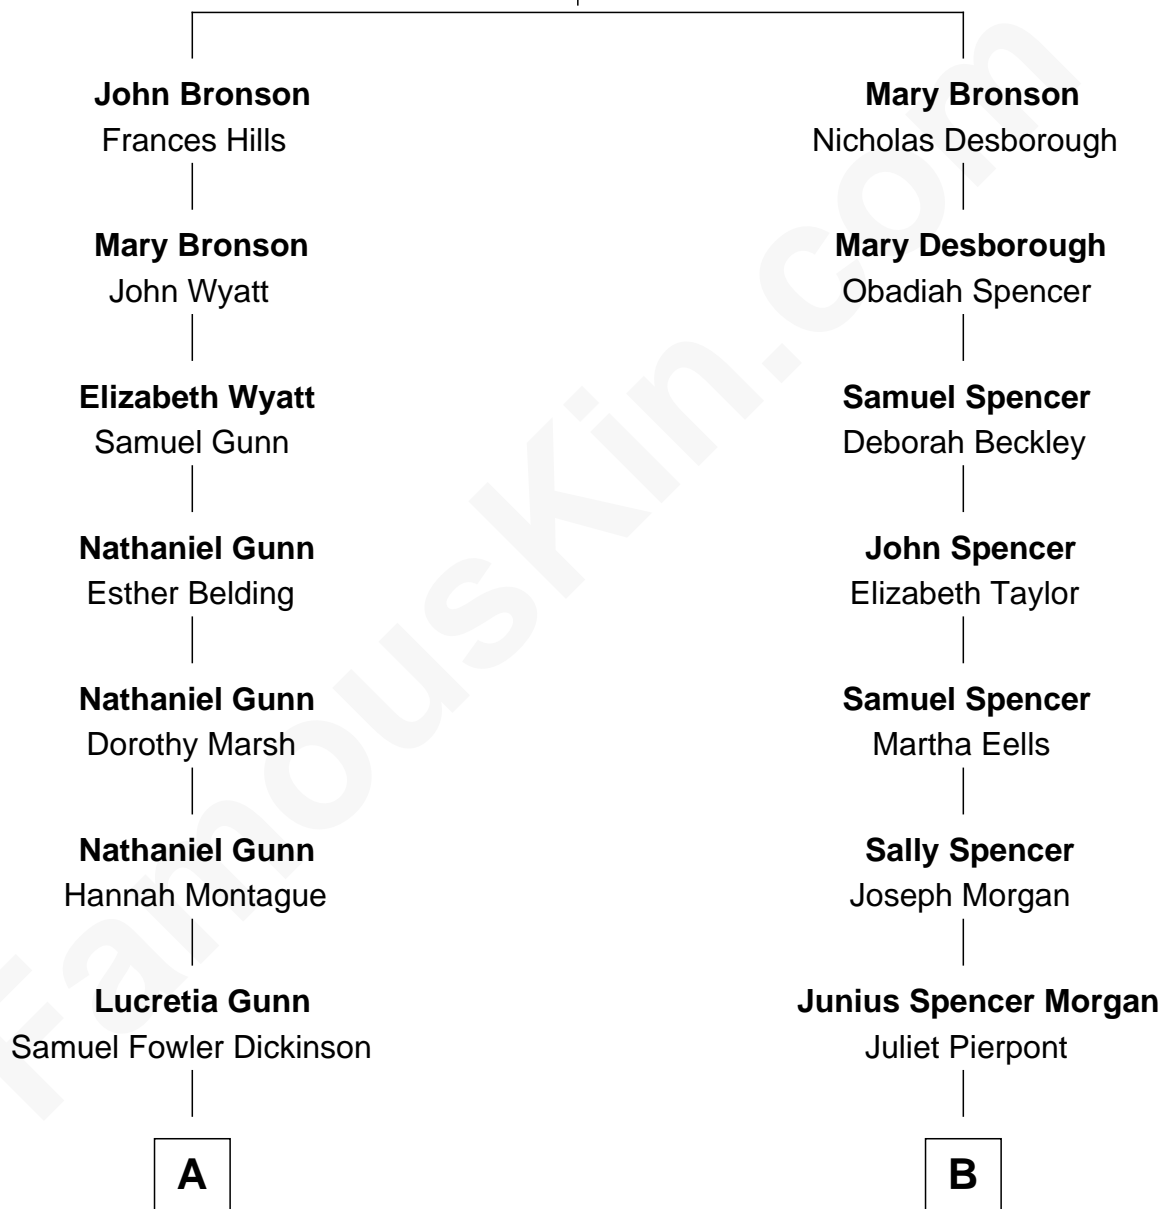 John Bronson
Frances Hills
Mary Bronson
John Wyatt
Elizabeth Wyatt
Samuel Gunn
Nathaniel Gunn
Esther Belding
Nathaniel Gunn
Dorothy Marsh
Nathaniel Gunn
Hannah Montague
Lucretia Gunn
Samuel Fowler Dickinson
A
Mary Bronson
Nicholas Desborough
Mary Desborough
Obadiah Spencer
Samuel Spencer
Deborah Beckley
John Spencer
Elizabeth Taylor
Samuel Spencer
Martha Eells
Sally Spencer
Joseph Morgan
Junius Spencer Morgan
Juliet Pierpont
B
FamousKin.com